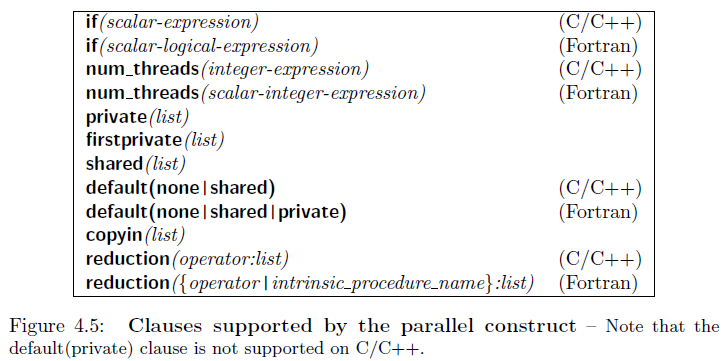 if(scalar-expression) (C/C++)
if(scalar-logical-expression) (Fortran)
num_threads(integer-expression) (C/C++)
num_threads(scalar-integer-expression) (Fortran)
private(list)
firstprivate(list)
shared(list)
default(none|shared) (C/C++)
default(none|shared|private) (Fortran)
copyin(list)
reduction(operator:list) (C/C++)
reduction({operator|intrinsic_procedure_name}:list) (Fortran)
Figure 4.5: Clauses supported by the parallel construct – Note that the
default(private) clause is not supported on C/C++.